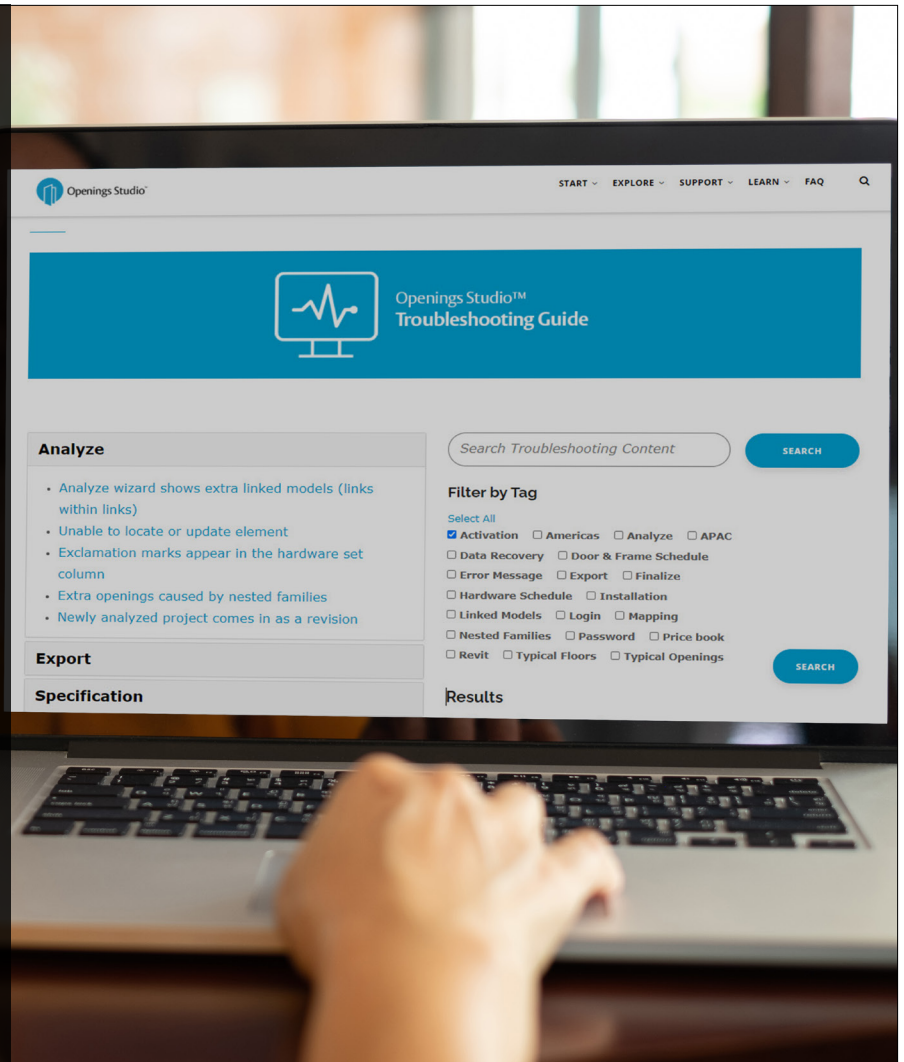 Openings Studio™
START EXPLORE SUPPORT LEARN FAQ
Openings Studio™
Troubleshooting Guide
Analyze
• Analyze wizard shows extra linked models (links
within links)
• Unable to locate or update element
• Exclamation marks appear in the hardware set
column
• Extra openings caused by nested families
• Newly analyzed project comes in as a revision
Export
Specification
Search Troubleshooting Content
SEARCH
Filter by Tag
Select All
Activation Americas Analyze APAC
Data Recovery Door & Frame Schedule
Error Message Export Finalize
Hardware Schedule Installation
Linked Models Login Mapping
Nested Families Password Price book
Revit Typical Floors Typical Openings
SEARCH
Results